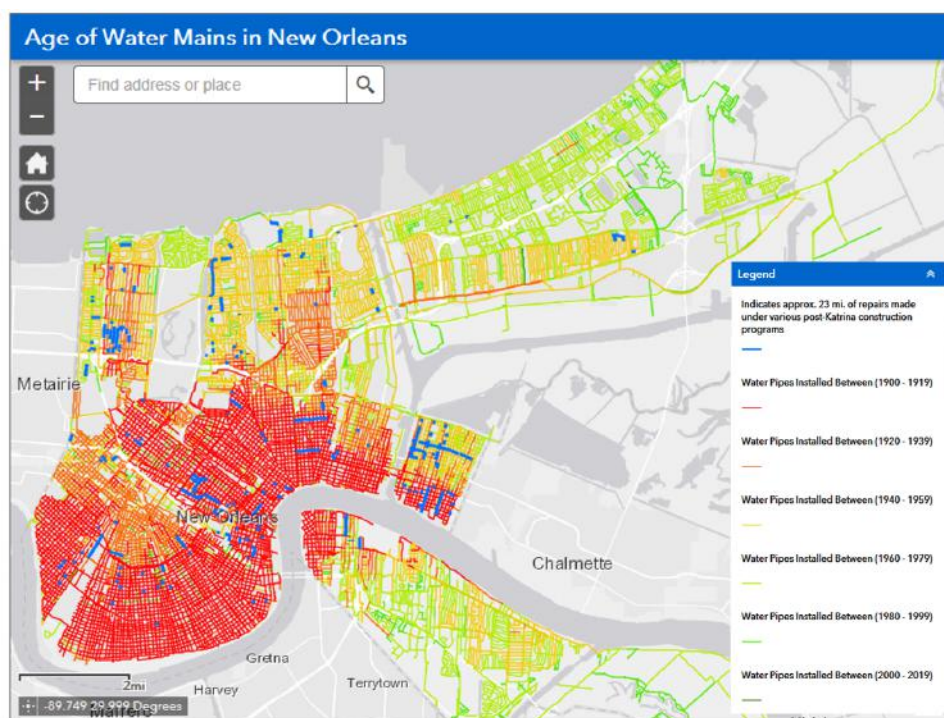 Age of Water Mains in New Orleans
+
Find address or place
−
Legend
Indicates approx. 23 mi. of repairs made
under various post-Katrina construction
programs
Water Pipes Installed Between (1900 - 1919)
Water Pipes Installed Between (1920 - 1939)
Water Pipes Installed Between (1940 - 1959)
Water Pipes Installed Between (1960 - 1979)
Water Pipes Installed Between (1980 - 1999)
Water Pipes Installed Between (2000 - 2019)
Metairie
New Orleans
Chalmette
Gretna
Terrytown
Harvey
2mi
-89.749 29.999 Degrees
Marrero